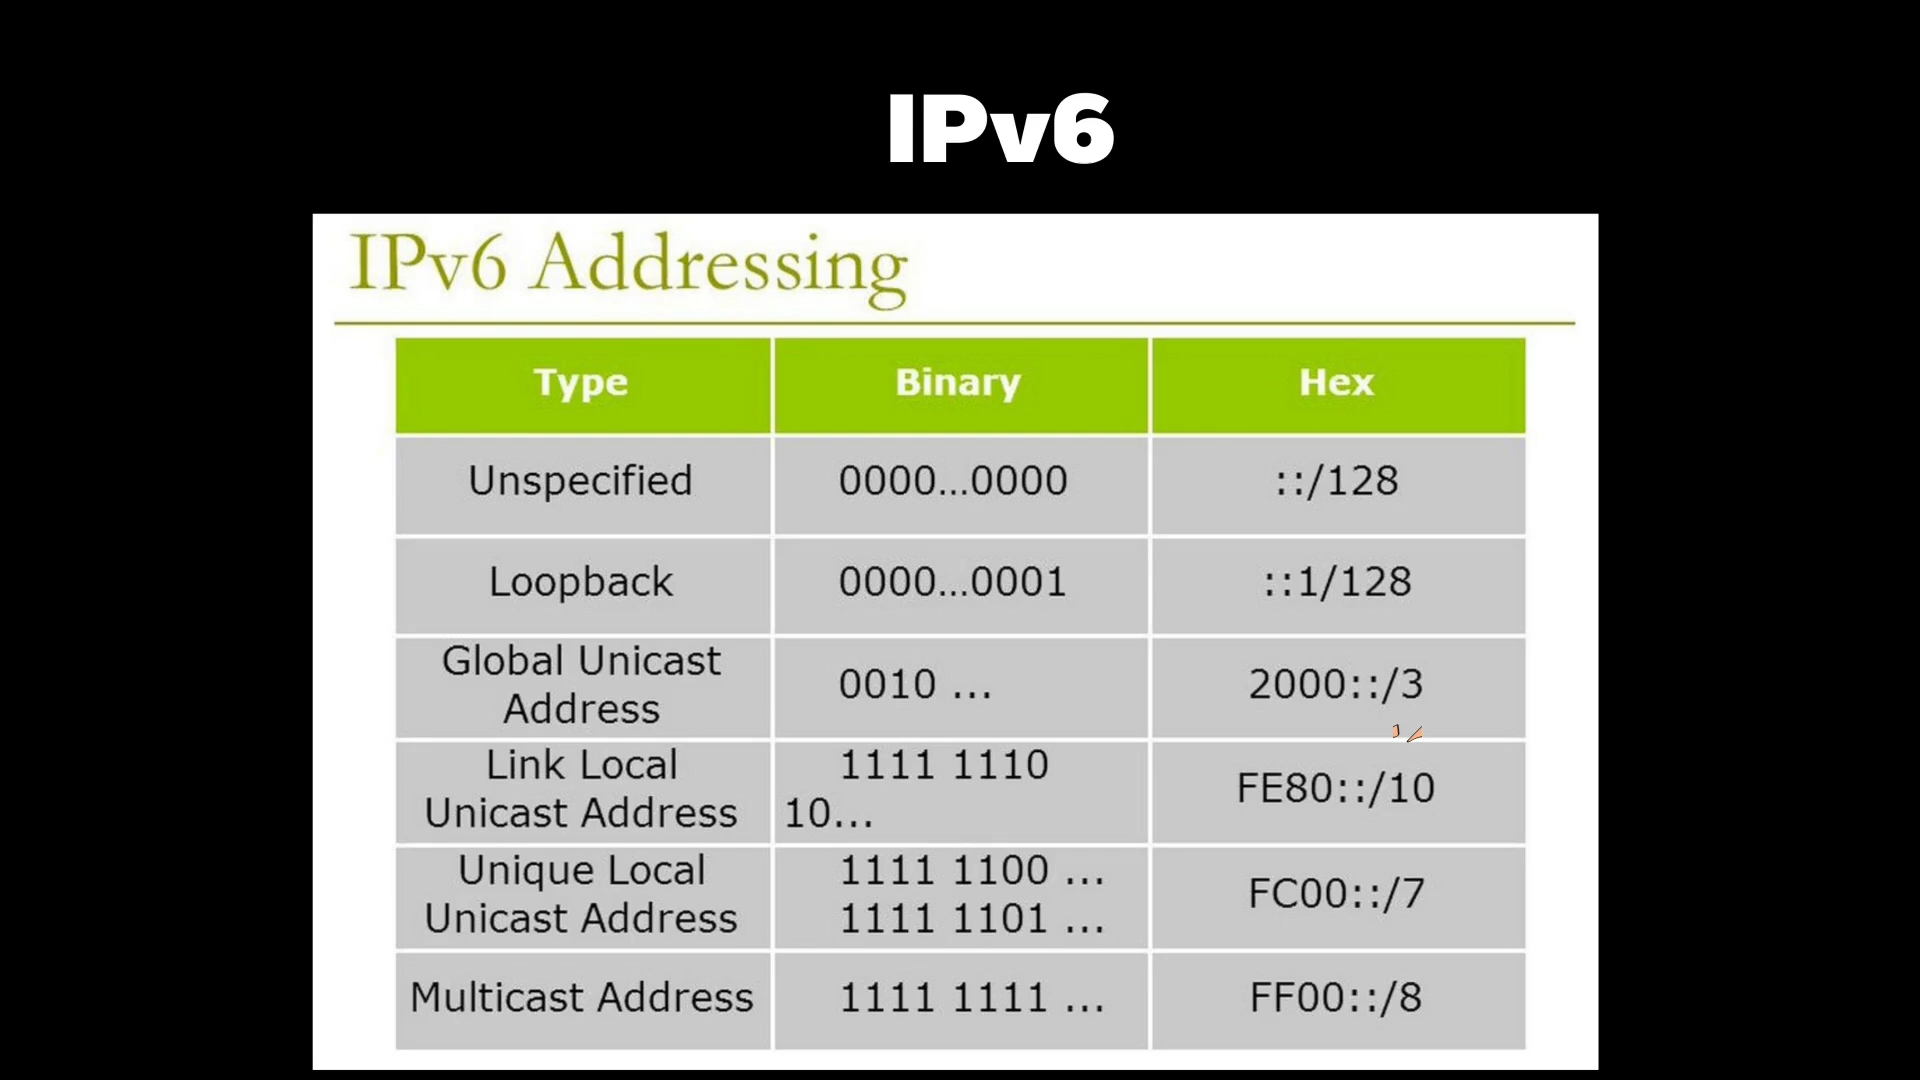 IPv6
IPv6 Addressing
Type Binary Hex
Unspecified 0000...0000 ::/128
Loopback 0000...0001 ::1/128
Global Unicast
Address
0010 ...
2000::/3
Link Local
Unicast Address
1111 1110
10...
FE80::/10
Unique Local
Unicast Address
1111 1100 ...
1111 1101 ...
FC00::/7
Multicast Address 1111 1111 ... FF00::/8